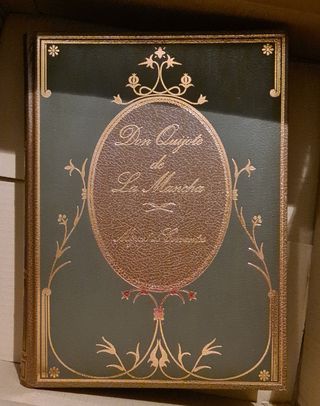 Don Quijote
de
La Mancha
Miguel de Cervantes